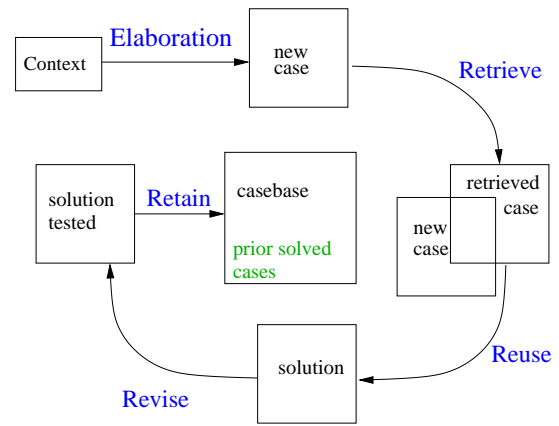 Elaboration
Context
new
case
Retrieve
retrieved
case
new
case
solution
tested
Retain
casebase
prior solved
cases
Reuse
solution
Revise